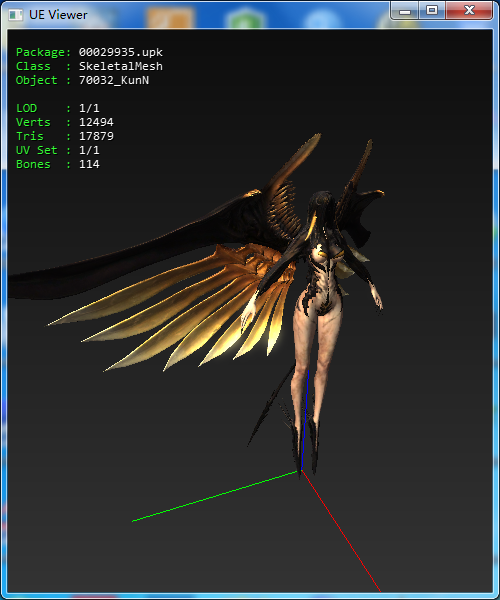 UE Viewer
Package: 00029935.upk
Class : SkeletalMesh
Object : 70032_KunN
LOD : 1/1
Verts : 12494
Tris : 17879
UV Set : 1/1
Bones : 114